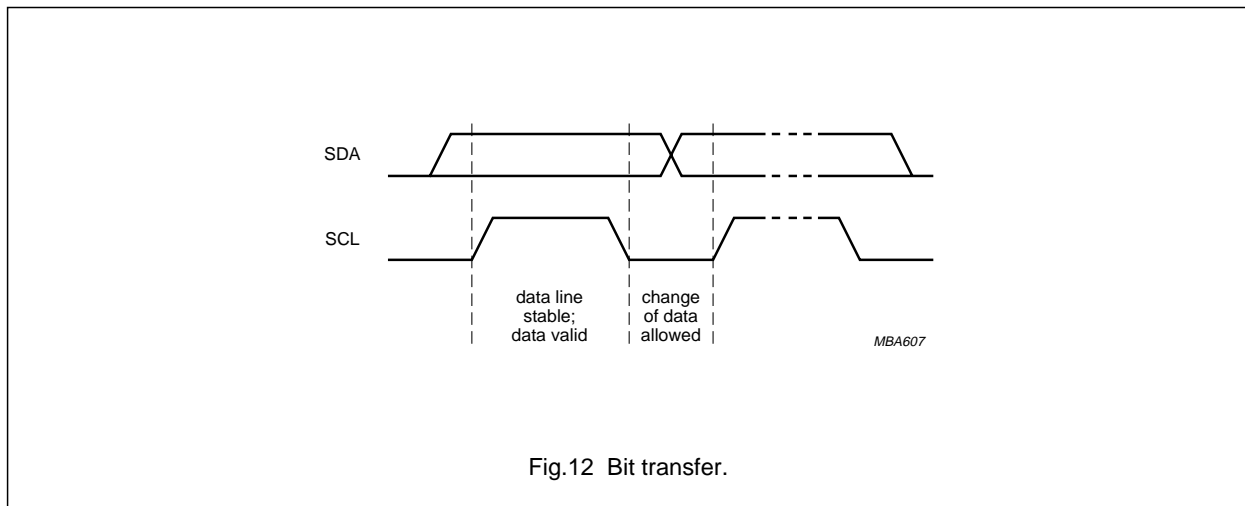 SDA
SCL
data line
stable;
data valid
change
of data
allowed
MBA607
Fig.12 Bit transfer.